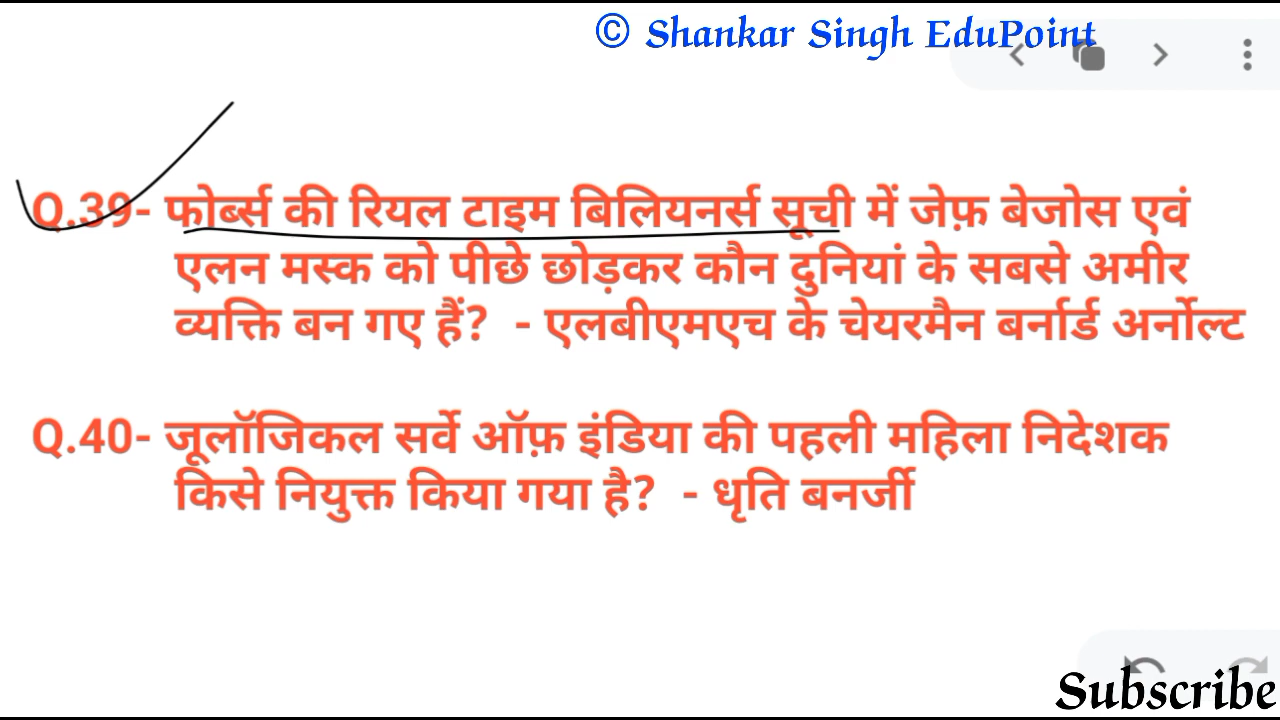 © Shankar Singh EduPoint
Q.39- फोर्ब्स की रियल टाइम बिलियनर्स सूची में जेफ़ बेजोस एवं
एलन मस्क को पीछे छोड़कर कौन दुनियां के सबसे अमीर
व्यक्ति बन गए हैं? - एलबीएमएच के चेयरमैन बर्नार्ड अर्नोल्ट
Q.40- जूलॉजिकल सर्वे ऑफ़ इंडिया की पहली महिला निदेशक
किसे नियुक्त किया गया है? - धृति बनर्जी
Subscribe